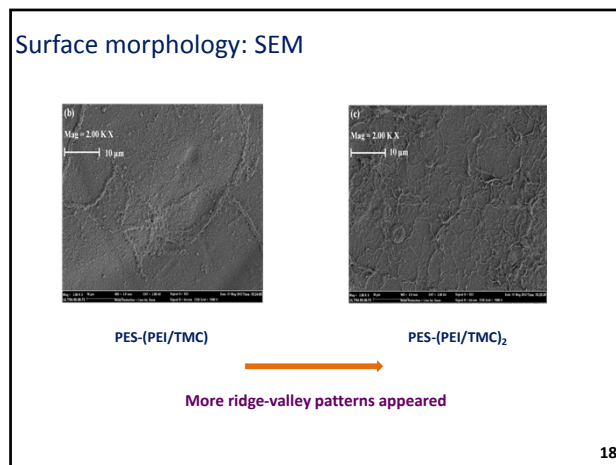 Surface morphology: SEM
(b)
Mag = 2.00 K X
10 µm
(c)
Mag = 2.00 K X
10 µm
PES-(PEI/TMC)
PES-(PEI/TMC)₂
More ridge-valley patterns appeared
18